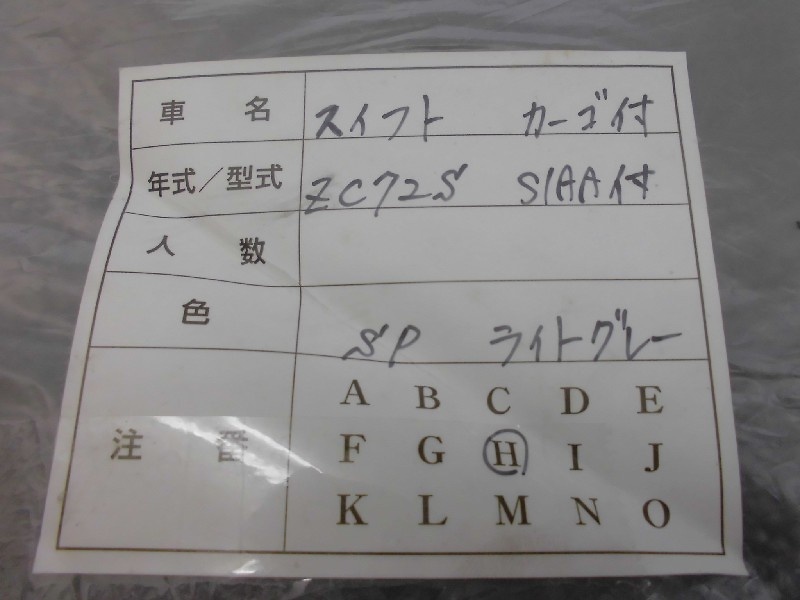 車名 スイフト カーゴ付
年式/型式 ZC72S SIAA付
人数
色 SP ライトグレー
注番 A B C D E
F G H I J
K L M N O